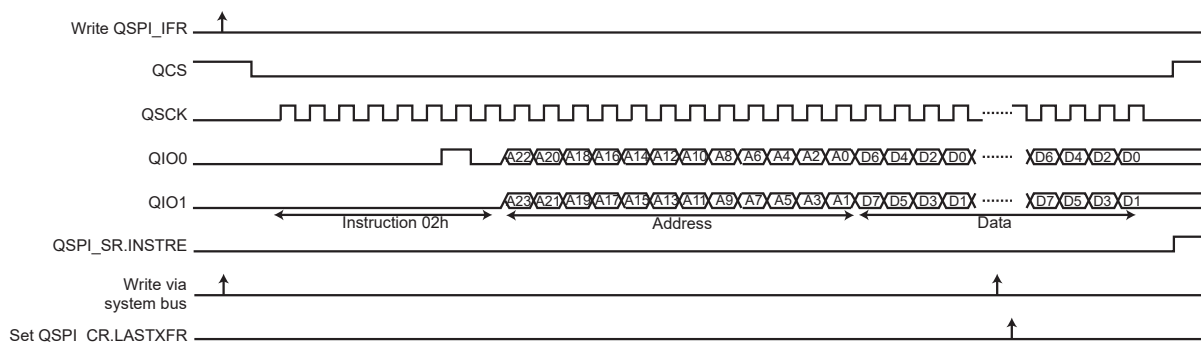 Write QSPI_IFR
QCS
QSCK
QIO0 A22 A20 A18 A16 A14 A12 A10 A8 A6 A4 A2 A0 D6 D4 D2 D0 D6 D4 D2 D0
QIO1 A23 A21 A19 A17 A15 A13 A11 A9 A7 A5 A3 A1 D7 D5 D3 D1 D7 D5 D3 D1
Instruction 02h Address Data
QSPI_SR.INSTRE
Write via
system bus
Set QSPI_CR.LASTXFR